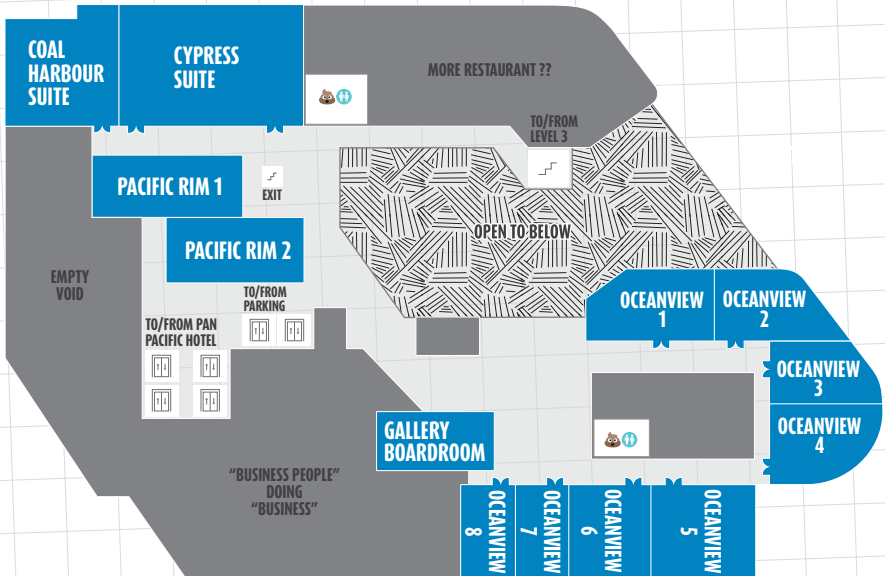 COAL
HARBOUR
SUITE
CYPRESS
SUITE
MORE RESTAURANT ??
TO/FROM
LEVEL 3
PACIFIC RIM 1
EXIT
PACIFIC RIM 2
OPEN TO BELOW
EMPTY
VOID
TO/FROM
PARKING
TO/FROM PAN
PACIFIC HOTEL
OCEANVIEW
1
OCEANVIEW
2
OCEANVIEW
3
OCEANVIEW
4
GALLERY
BOARDROOM
“BUSINESS PEOPLE”
DOING
“BUSINESS”
OCEANVIEW
8
OCEANVIEW
7
OCEANVIEW
6
OCEANVIEW
5